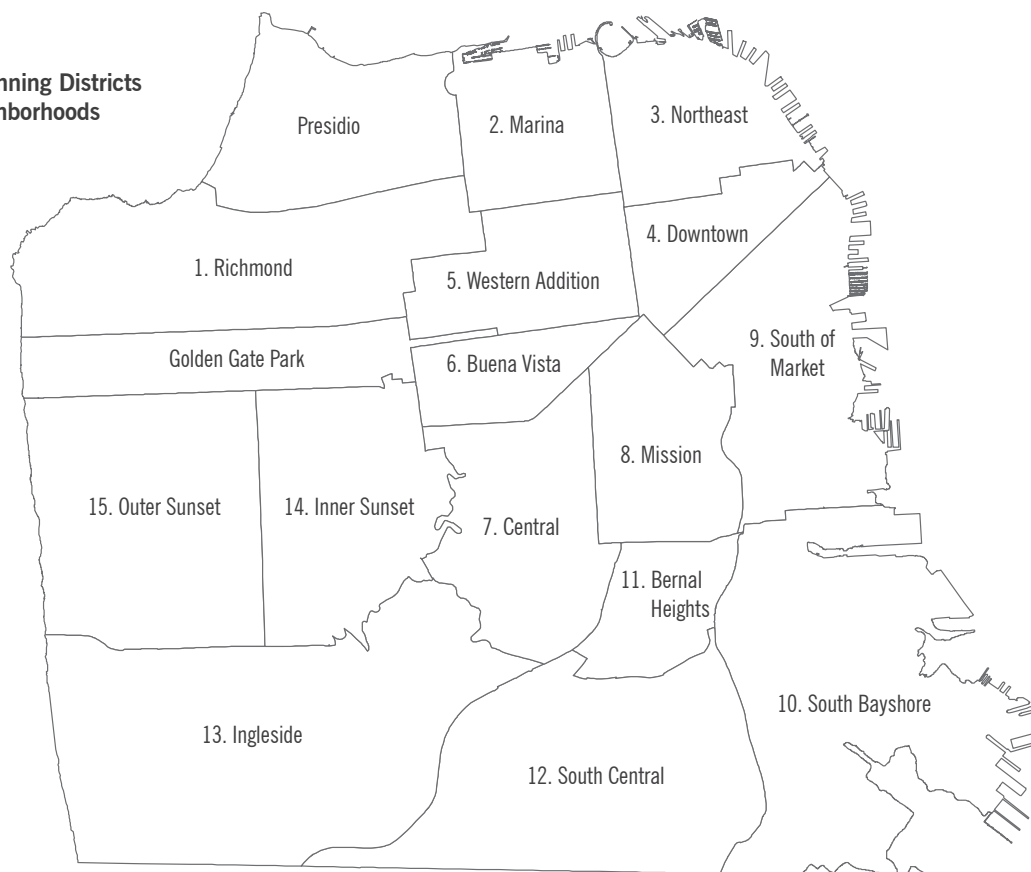 nning Districts
nborhoods
Presidio
2. Marina
3. Northeast
1. Richmond
4. Downtown
5. Western Addition
Golden Gate Park
6. Buena Vista
9. South of
Market
8. Mission
15. Outer Sunset
14. Inner Sunset
7. Central
11. Bernal
Heights
10. South Bayshore
13. Ingleside
12. South Central